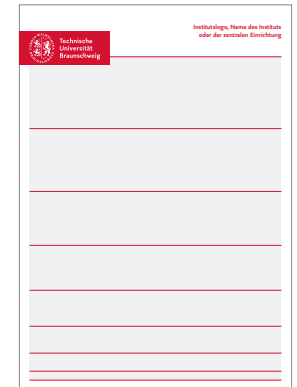 Institutslogo, Name des Instituts
oder der zentralen Einrichtung
Technische
Universität
Braunschweig